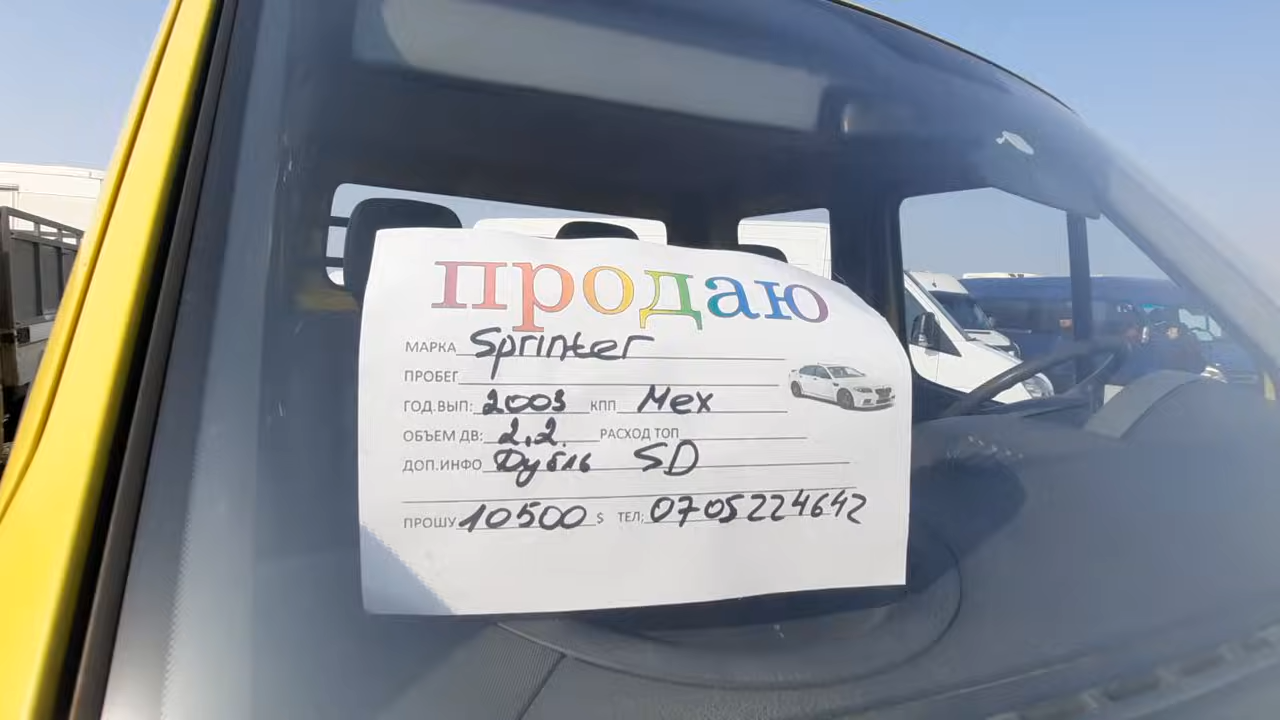 продаю
МАРКА Sprinter
ПРОБЕГ
ГОД.ВЫП: 2003 КПП Мех
ОБЪЕМ ДВ: 2,2. РАСХОД ТОП
ДОП.ИНФО Дубль SD
ПРОШУ 10500 $ ТЕЛ: 0705224642